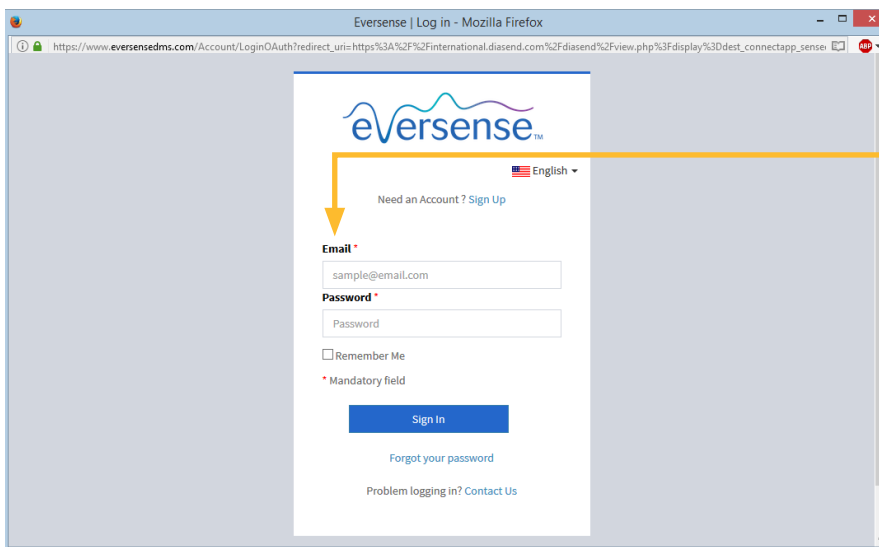 Eversense | Log in - Mozilla Firefox
https://www.eversensedms.com/Account/LoginOAuth?redirect_uri=https%3A%2F%2Finternational.diasend.com%2Fdiasend%2Fview.php%3Fdisplay%3Ddest_connectapp_sense
ABP
eversense™
English
Need an Account ? Sign Up
Email *
sample@email.com
Password *
Password
Remember Me
* Mandatory field
Sign In
Forgot your password
Problem logging in? Contact Us